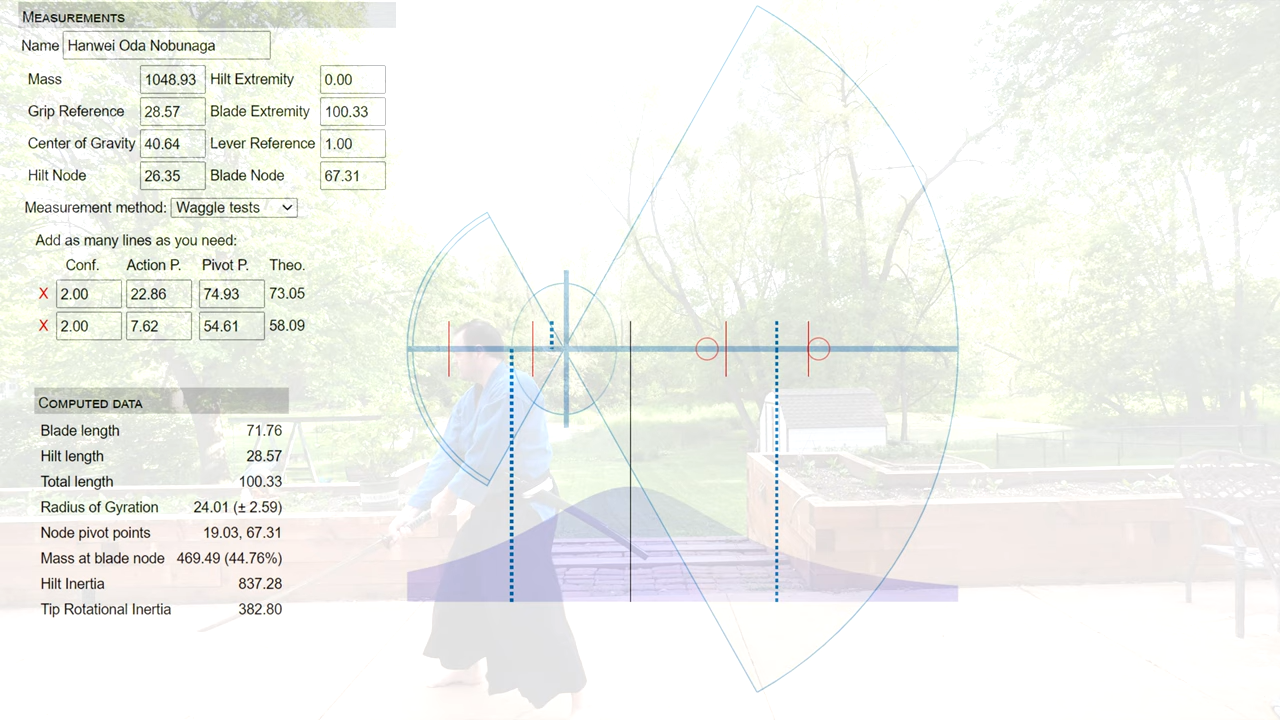 MEASUREMENTS
Name Hanwei Oda Nobunaga
Mass 1048.93 Hilt Extremity 0.00
Grip Reference 28.57 Blade Extremity 100.33
Center of Gravity 40.64 Lever Reference 1.00
Hilt Node 26.35 Blade Node 67.31
Measurement method: Waggle tests
Add as many lines as you need:
Conf. Action P. Pivot P. Theo.
X 2.00 22.86 74.93 73.05
X 2.00 7.62 54.61 58.09
COMPUTED DATA
Blade length 71.76
Hilt length 28.57
Total length 100.33
Radius of Gyration 24.01 (± 2.59)
Node pivot points 19.03, 67.31
Mass at blade node 469.49 (44.76%)
Hilt Inertia 837.28
Tip Rotational Inertia 382.80